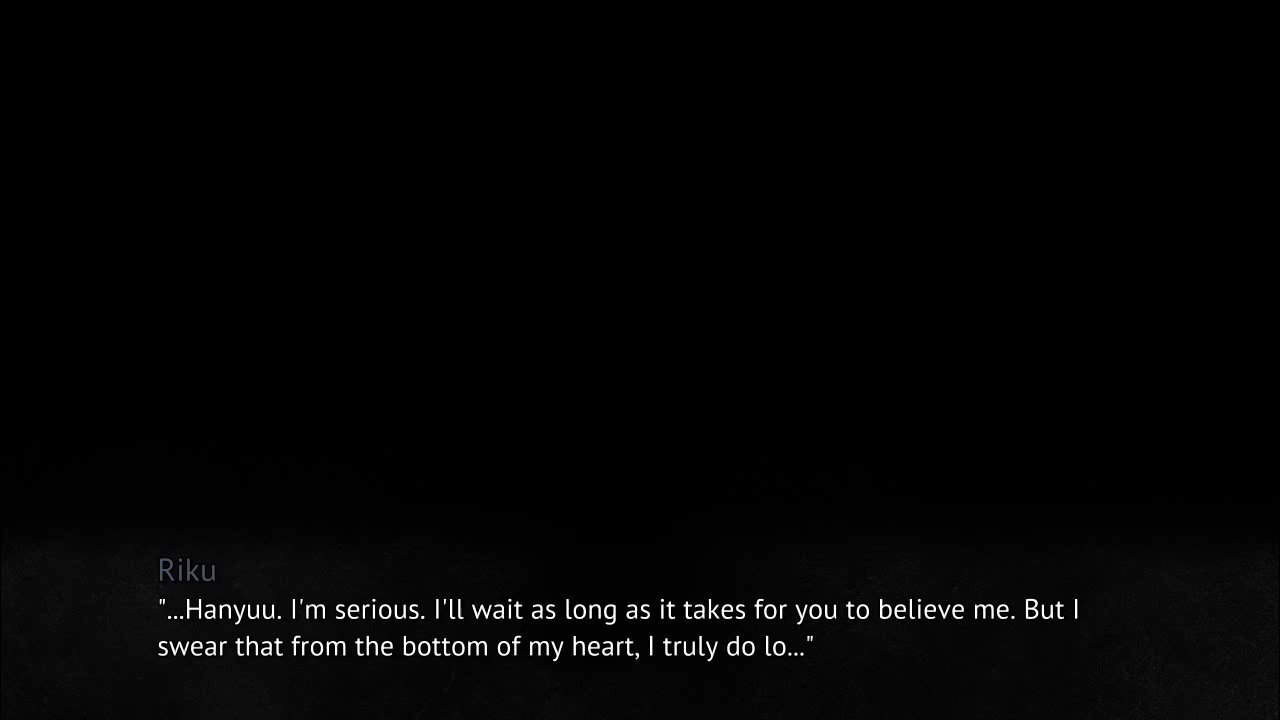 Riku
"...Hanyuu. I'm serious. I'll wait as long as it takes for you to believe me. But I
swear that from the bottom of my heart, I truly do lo..."